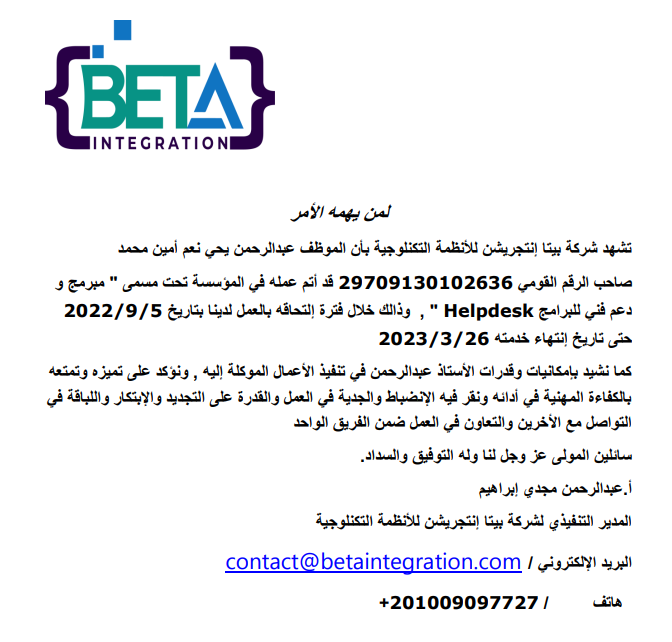 BETA
INTEGRATION
لمن يهمه الأمر
تشهد شركة بيتا إنتجريشن للأنظمة التكنلوجية بأن الموظف عبدالرحمن يحي نعم أمين محمد
صاحب الرقم القومي 29709130102636 قد أتم عمله في المؤسسة تحت مسمى " مبرمج و
دعم فني للبرامج Helpdesk " , وذالك خلال فترة إلتحاقه بالعمل لدينا بتاريخ 2022/9/5
حتى تاريخ إنتهاء خدمته 2023/3/26
كما نشيد بإمكانيات وقدرات الأستاذ عبدالرحمن في تنفيذ الأعمال الموكلة إليه , ونؤكد على تميزه وتمتعه
بالكفاءة المهنية في أدائه ونقر فيه الإنضباط والجدية في العمل والقدرة على التجديد والإبتكار واللباقة في
التواصل مع الأخرين والتعاون في العمل ضمن الفريق الواحد
سائلين المولى عز وجل لنا وله التوفيق والسداد.
أ.عبدالرحمن مجدي إبراهيم
المدير التنفيذي لشركة بيتا إنتجريشن للأنظمة التكنلوجية
البريد الإلكتروني / contact@betaintegration.com
هاتف / 201009097727+